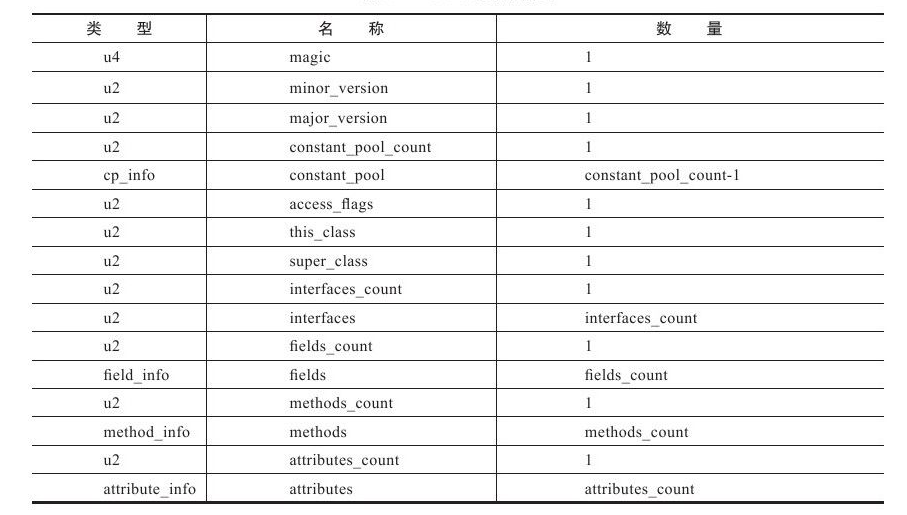 类 型 名 称 数 量
u4 magic 1
u2 minor_version 1
u2 major_version 1
u2 constant_pool_count 1
cp_info constant_pool constant_pool_count-1
u2 access_flags 1
u2 this_class 1
u2 super_class 1
u2 interfaces_count 1
u2 interfaces interfaces_count
u2 fields_count 1
field_info fields fields_count
u2 methods_count 1
method_info methods methods_count
u2 attributes_count 1
attribute_info attributes attributes_count